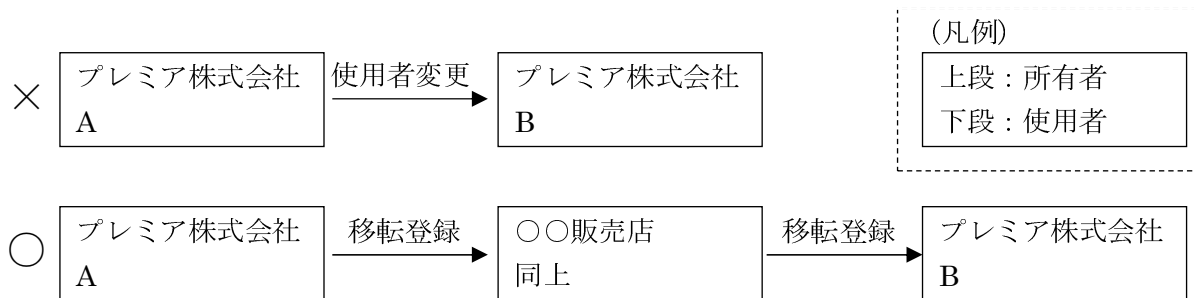 (凡例)
上段：所有者
下段：使用者
× プレミア株式会社 使用者変更 プレミア株式会社
A B
○ プレミア株式会社 移転登録 ○○販売店 移転登録 プレミア株式会社
A 同上 B